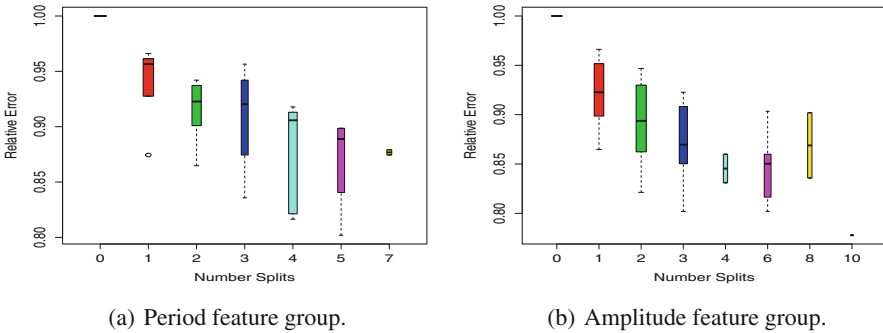 1.00
0.95
0.90
0.85
0.80
Relative Error
0 1 2 3 4 5 7
Number Splits
(a) Period feature group.
1.00
0.95
0.90
0.85
0.80
Relative Error
0 1 2 3 4 6 8 10
Number Splits
(b) Amplitude feature group.